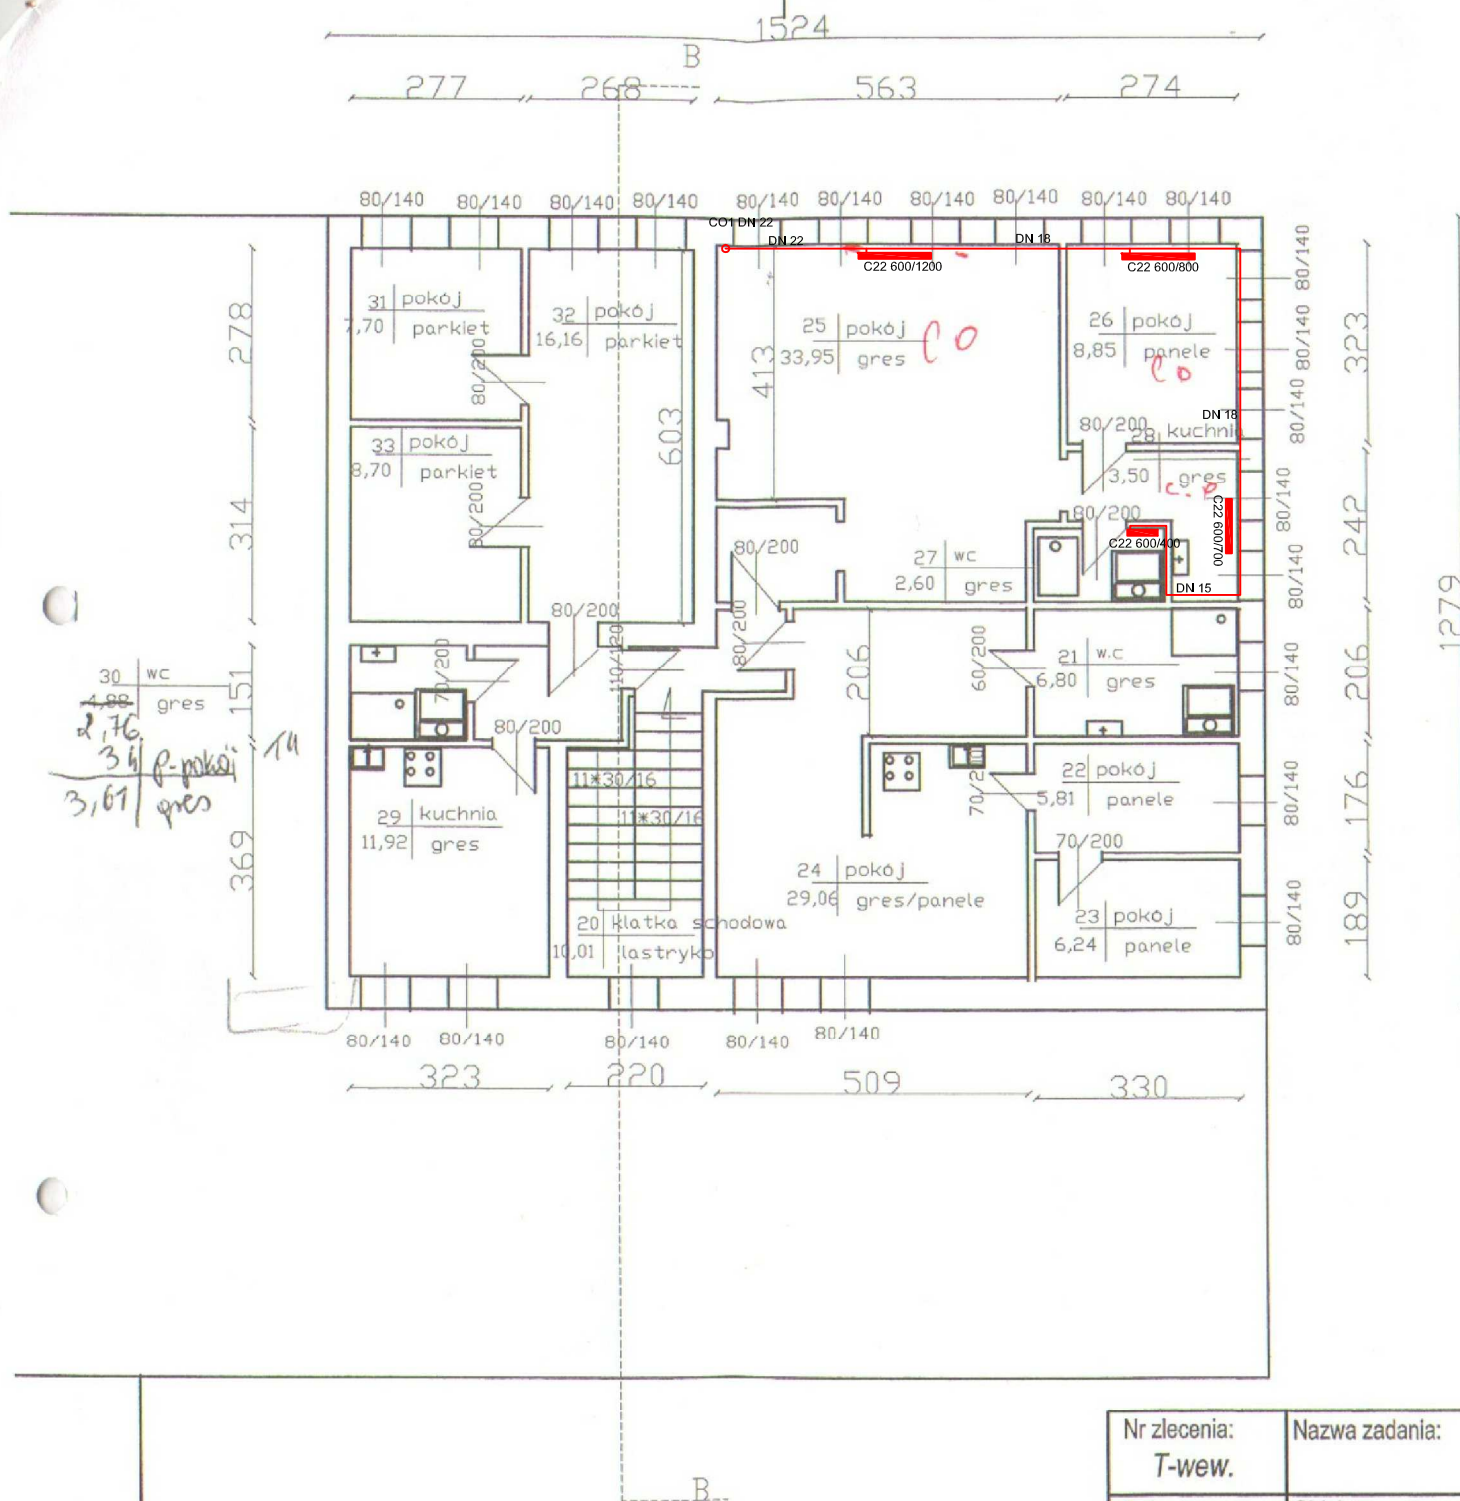 1524
B
277 268 563 274
80/140 80/140 80/140 80/140 80/140 80/140 80/140 80/140 80/140 80/140
CO1 DN 22
DN 22
DN 18
C22 600/1200
C22 600/800
80/140
80/140
80/140
80/140
80/140
80/140
80/140
80/140
278
314
151
369
31 pokój
7,70 parkiet
32 pokój
16,16 parkiet
80/200
603
33 pokój
8,70 parkiet
80/200
413
25 pokój
33,95 gres
CO
26 pokój
8,85 panele
CO
DN 18
80/200
28 kuchnia
3,50 gres
c.o
80/200
C22 600/400
C22 600/700
DN 15
27 wc
2,60 gres
80/200
80/200
80/200
110/120
70/200
80/200
30 wc
4,88 gres
2,76
34 p-pokój
3,61 gres
206
60/200
21 w.c
6,80 gres
22 pokój
5,81 panele
70/200
23 pokój
6,24 panele
24 pokój
29,06 gres/panele
29 kuchnia
11,92 gres
11*30/16
11*30/16
20 klatka schodowa
10,01 lastryko
323
242
206
176
189
1279
80/140 80/140 80/140 80/140 80/140
323 220 509 330
Nr zlecenia: Nazwa zadania:
T-wew.
B